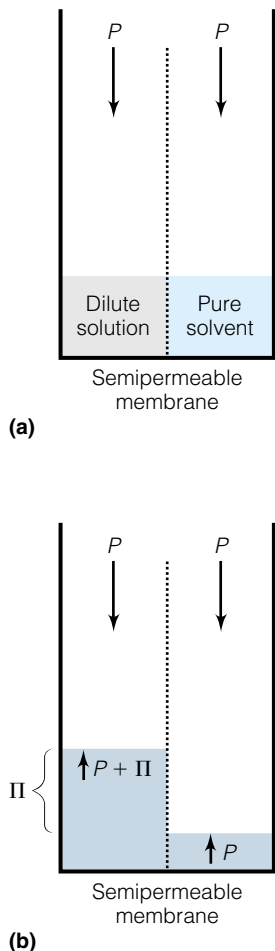 P P
Dilute Pure
solution solvent
Semipermeable
membrane
(a)
P P
P + Π
Π
P
Semipermeable
membrane
(b)